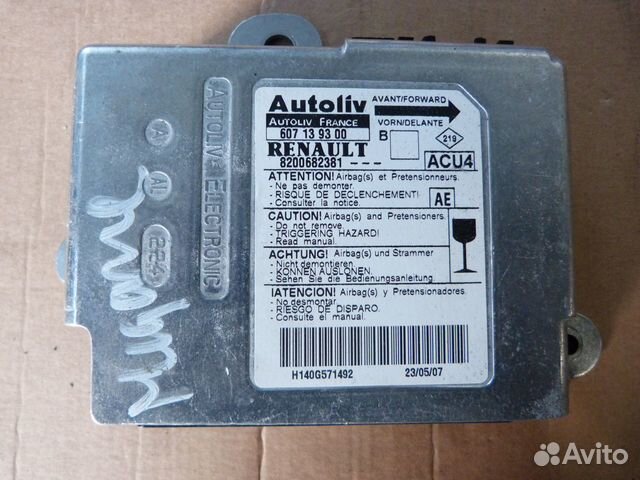 Autoliv
AVANT/FORWARD
AUTOLIV FRANCE
VORN/DELANTE
607 13 93 00
B
219
RENAULT
8200682381 - - -
ACU4
ATTENTION! Airbag(s) et Pretensionneurs.
- Ne pas demonter.
- RISQUE DE DECLENCHEMENT!
- Consulter la notice.
AE
CAUTION! Airbag(s) and Pretensioners.
- Do not remove.
- TRIGGERING HAZARD!
- Read manual.
ACHTUNG! Airbag(s) und Strammer
- Nicht demontieren.
- KONNEN AUSLOSEN.
- Sehen Sie die Bedienungsanleitung.
!ATENCION! Airbag(s) y Pretensionadores.
- No desmontar.
- RIESGO DE DISPARO.
- Consulte el manual.
H140G571492
23/05/07
AUTOLIV ELECTRONIC
A
AL
224
Avito